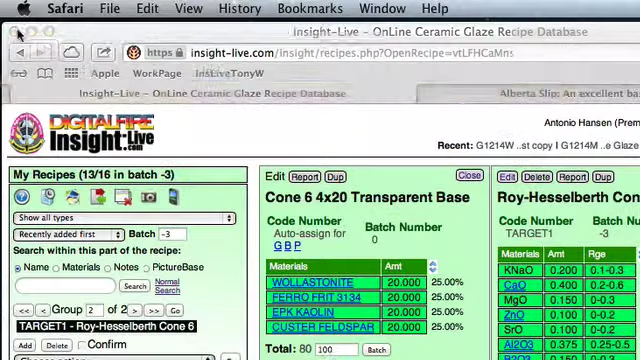 Safari File Edit View History Bookmarks Window Help
Insight-Live - OnLine Ceramic Glaze Recipe Database
https insight-live.com/insight/recipes.php?OpenRecipe=vtLFHCaMns
Apple WorkPage InsLiveTonyW
Insight-Live - OnLine Ceramic Glaze Recipe Database
Alberta Slip: An excellent ba
DIGITALFIRE
Insight-Live.com
Antonio Hansen (Prem
Recent: G1214W ..st copy I G1214M ..e Glaze
My Recipes (13/16 in batch -3)
Show all types
Recently added first Batch -3
Search within this part of the recipe:
Name Materials Notes PictureBase
Search Normal Search
<< < Group 2 of 2 > >> Go
TARGET1 - Roy-Hesselberth Cone 6
Add Delete Confirm
Edit Report Dup Close
Cone 6 4x20 Transparent Base
Code Number Batch Number
Auto-assign for 0
G B P
Materials Amt
WOLLASTONITE 20.000 25.00%
FERRO FRIT 3134 20.000 25.00%
EPK KAOLIN 20.000 25.00%
CUSTER FELDSPAR 20.000 25.00%
Total: 80 100 Batch
Edit Delete Report Dup
Roy-Hesselberth Con
Code Number Batch Nu
TARGET1 -3
Materials Amt Rge
KNaO 0.200 0.1-0.3
CaO 0.400 0.2-0.6
MgO 0.150 0-0.3
ZnO 0.100 0-0.15
SrO 0.150 0-0.3
Al2O3 0.375 0.25-0.5